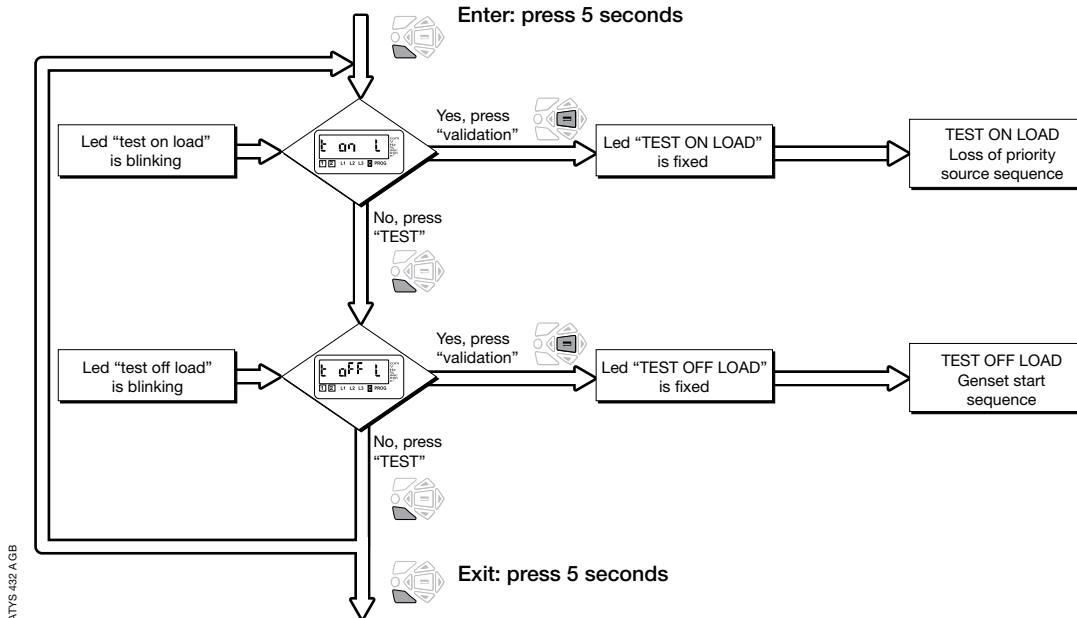 Enter: press 5 seconds
Led “test on load”
is blinking
t on l
1 2 L1 L2 L3 0 PROG
Yes, press
“validation”
Led “TEST ON LOAD”
is fixed
TEST ON LOAD
Loss of priority
source sequence
No, press
“TEST”
Led “test off load”
is blinking
t oFF l
1 2 L1 L2 L3 0 PROG
Yes, press
“validation”
Led “TEST OFF LOAD”
is fixed
TEST OFF LOAD
Genset start
sequence
No, press
“TEST”
Exit: press 5 seconds
ATYS 432 A GB